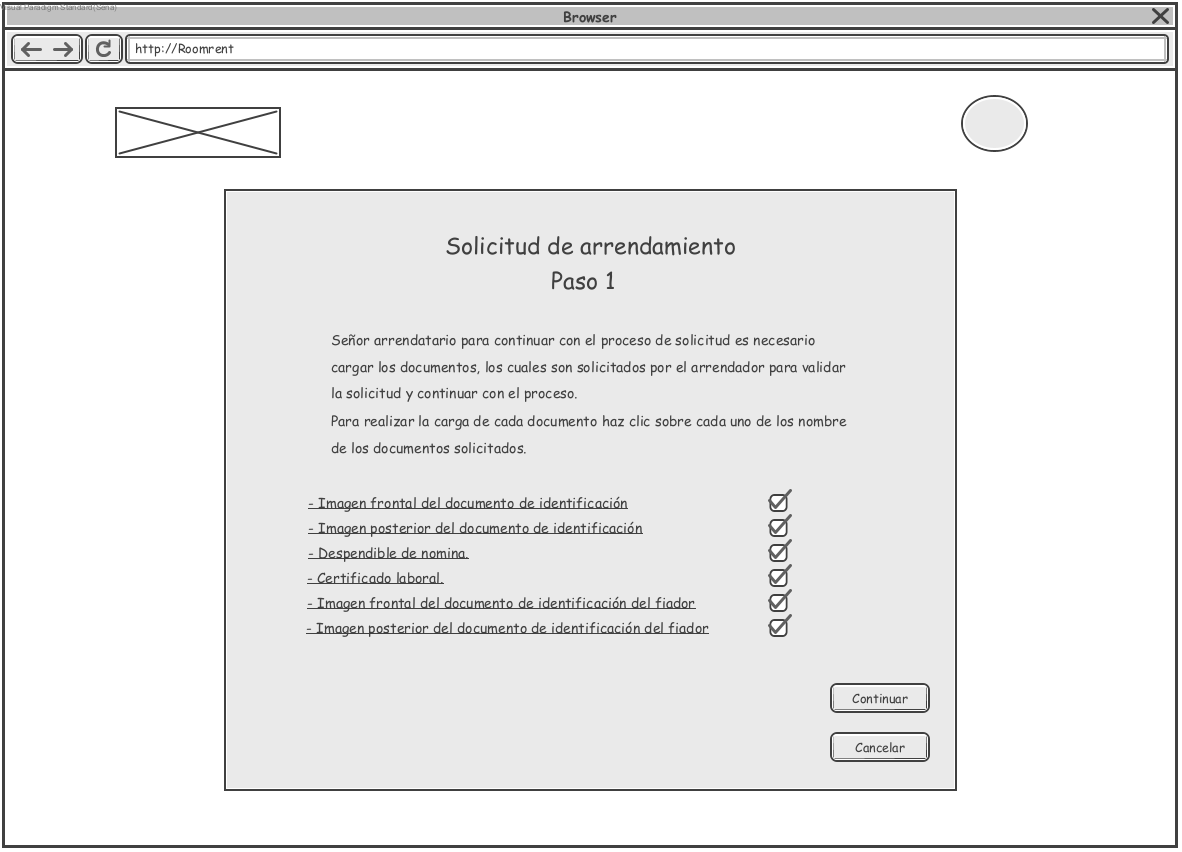 Visual Paradigm Standard(Seria)
Browser
http://Roomrent
Solicitud de arrendamiento
Paso 1
Señor arrendatario para continuar con el proceso de solicitud es necesario
cargar los documentos, los cuales son solicitados por el arrendador para validar
la solicitud y continuar con el proceso.
Para realizar la carga de cada documento haz clic sobre cada uno de los nombre
de los documentos solicitados.
- Imagen frontal del documento de identificación
- Imagen posterior del documento de identificación
- Despendible de nomina.
- Certificado laboral.
- Imagen frontal del documento de identificación del fiador
- Imagen posterior del documento de identificación del fiador
Continuar
Cancelar